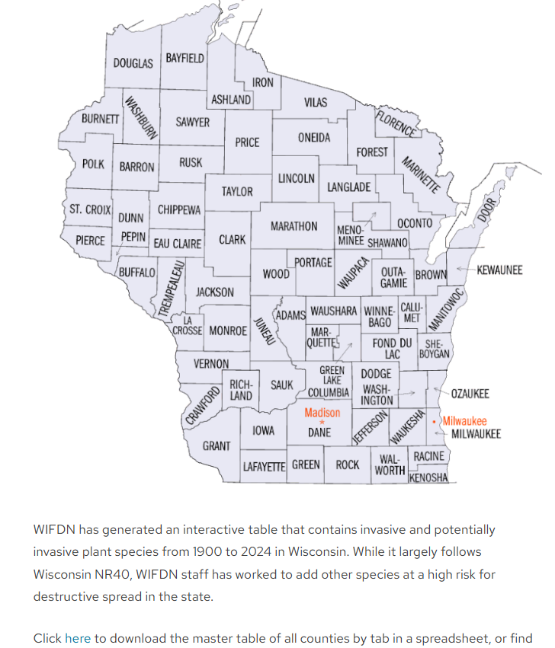 DOUGLAS
BAYFIELD
IRON
ASHLAND
VILAS
BURNETT
WASHBURN
SAWYER
FLORENCE
PRICE
ONEIDA
FOREST
MARINETTE
POLK
BARRON
RUSK
LINCOLN
LANGLADE
TAYLOR
ST. CROIX
DUNN
CHIPPEWA
OCONTO
DOOR
MARATHON
MENO-
MINEE
SHAWANO
PIERCE
PEPIN
EAU CLAIRE
CLARK
PORTAGE
WAUPACA
WOOD
OUTA-
GAMIE
BROWN
KEWAUNEE
BUFFALO
TREMPEALEAU
JACKSON
LA
CROSSE
MONROE
JUNEAU
ADAMS
WAUSHARA
WINNE-
BAGO
CALU-
MET
MANITOWOC
MAR-
QUETTE
FOND DU
LAC
SHE-
BOYGAN
VERNON
GREEN
LAKE
DODGE
CRAWFORD
RICH-
LAND
SAUK
COLUMBIA
WASH-
INGTON
OZAUKEE
Madison
DANE
JEFFERSON
WAUKESHA
Milwaukee
MILWAUKEE
GRANT
IOWA
LAFAYETTE
GREEN
ROCK
WAL-
WORTH
RACINE
KENOSHA
WIFDN has generated an interactive table that contains invasive and potentially
invasive plant species from 1900 to 2024 in Wisconsin. While it largely follows
Wisconsin NR40, WIFDN staff has worked to add other species at a high risk for
destructive spread in the state.
Click here to download the master table of all counties by tab in a spreadsheet, or find